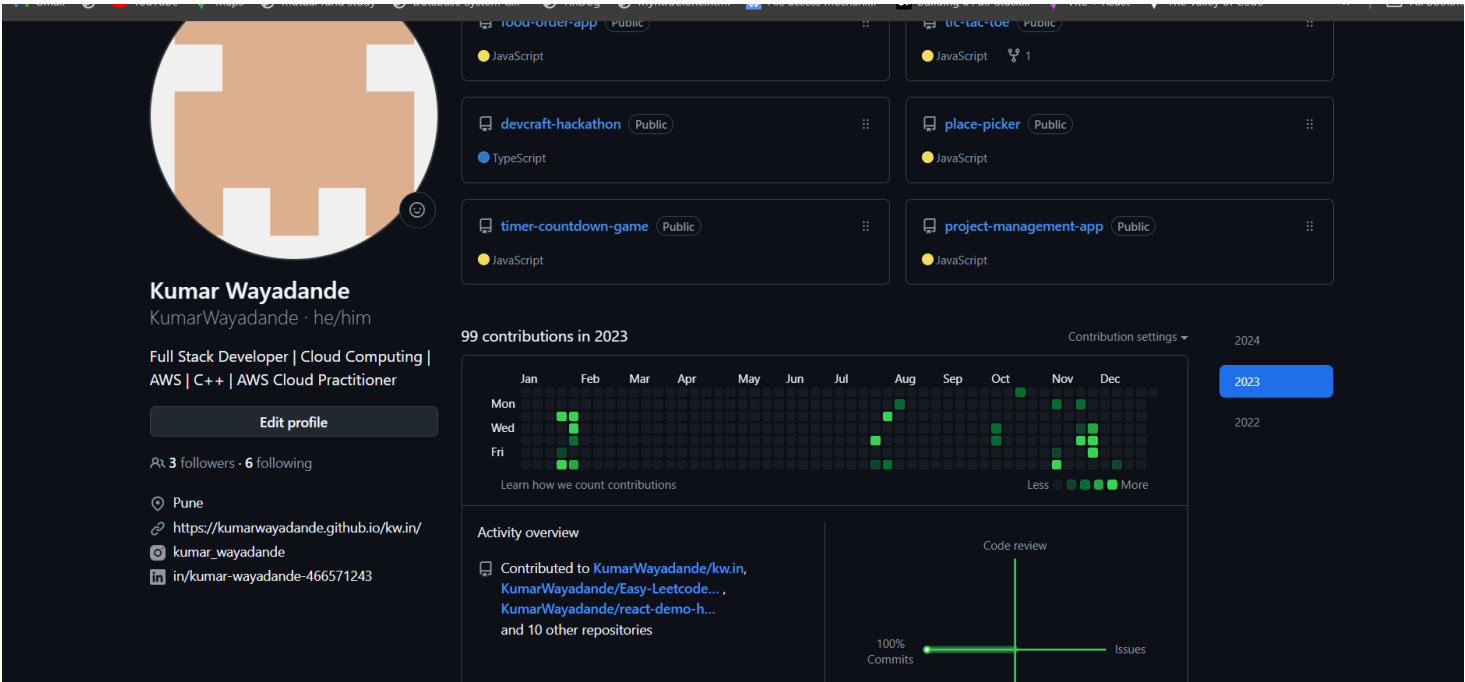 food-order-app Public
JavaScript
tic-tac-toe Public
JavaScript 1
devcraft-hackathon Public
TypeScript
place-picker Public
JavaScript
timer-countdown-game Public
JavaScript
project-management-app Public
JavaScript
Kumar Wayadande
KumarWayadande · he/him
Full Stack Developer | Cloud Computing |
AWS | C++ | AWS Cloud Practitioner
Edit profile
3 followers · 6 following
Pune
https://kumarwayadande.github.io/kw.in/
kumar_wayadande
in/kumar-wayadande-466571243
99 contributions in 2023
Contribution settings
2024
2023
2022
Jan Feb Mar Apr May Jun Jul Aug Sep Oct Nov Dec
Mon
Wed
Fri
Learn how we count contributions
Less More
Activity overview
Contributed to KumarWayadande/kw.in,
KumarWayadande/Easy-Leetcode... ,
KumarWayadande/react-demo-h...
and 10 other repositories
Code review
100%
Commits
Issues